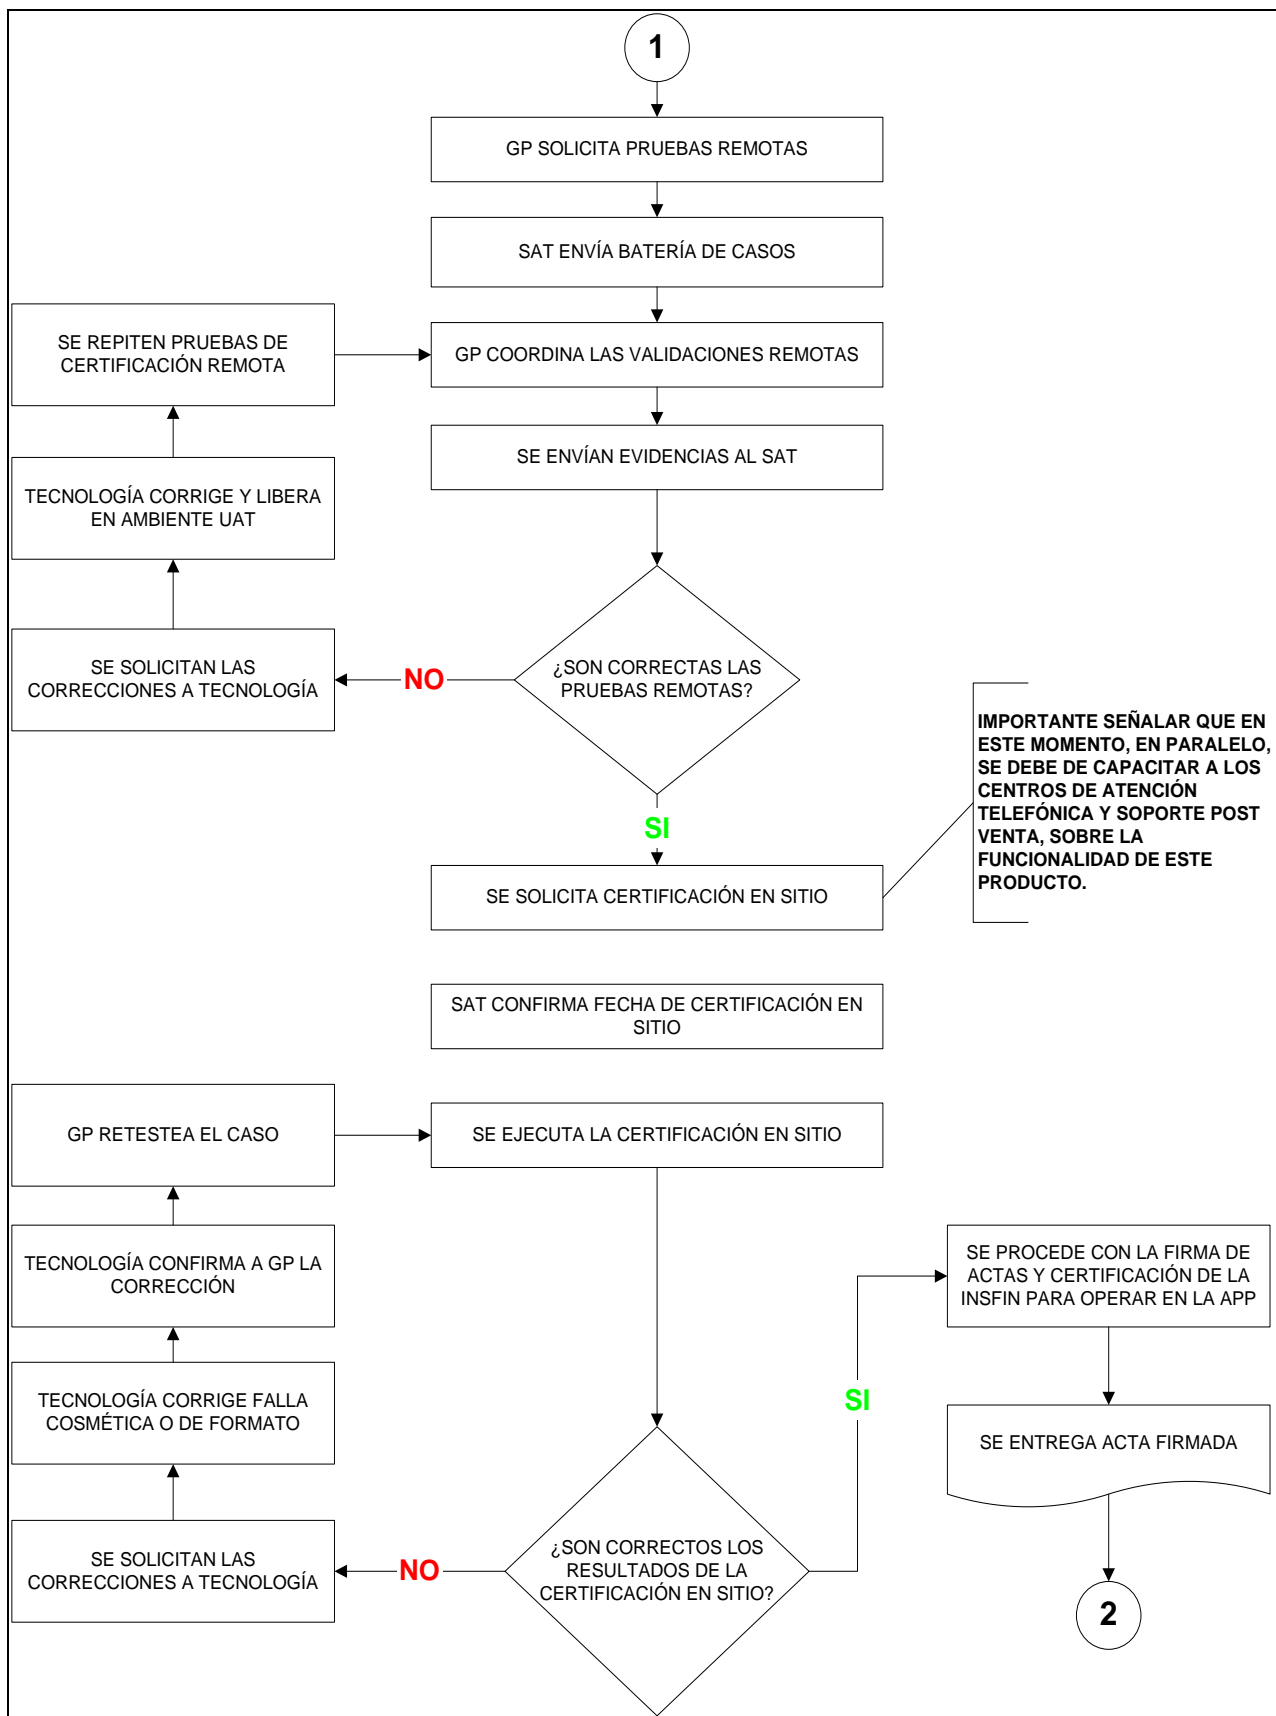 1
GP SOLICITA PRUEBAS REMOTAS
SAT ENVÍA BATERÍA DE CASOS
SE REPITEN PRUEBAS DE
CERTIFICACIÓN REMOTA
GP COORDINA LAS VALIDACIONES REMOTAS
SE ENVÍAN EVIDENCIAS AL SAT
TECNOLOGÍA CORRIGE Y LIBERA
EN AMBIENTE UAT
SE SOLICITAN LAS
CORRECCIONES A TECNOLOGÍA
NO
¿SON CORRECTAS LAS
PRUEBAS REMOTAS?
SI
IMPORTANTE SEÑALAR QUE EN
ESTE MOMENTO, EN PARALELO,
SE DEBE DE CAPACITAR A LOS
CENTROS DE ATENCIÓN
TELEFÓNICA Y SOPORTE POST
VENTA, SOBRE LA
FUNCIONALIDAD DE ESTE
PRODUCTO.
SE SOLICITA CERTIFICACIÓN EN SITIO
SAT CONFIRMA FECHA DE CERTIFICACIÓN EN
SITIO
GP RETESTEA EL CASO
SE EJECUTA LA CERTIFICACIÓN EN SITIO
TECNOLOGÍA CONFIRMA A GP LA
CORRECCIÓN
SE PROCEDE CON LA FIRMA DE
ACTAS Y CERTIFICACIÓN DE LA
INSFIN PARA OPERAR EN LA APP
TECNOLOGÍA CORRIGE FALLA
COSMÉTICA O DE FORMATO
SI
SE ENTREGA ACTA FIRMADA
SE SOLICITAN LAS
CORRECCIONES A TECNOLOGÍA
NO
¿SON CORRECTOS LOS
RESULTADOS DE LA
CERTIFICACIÓN EN SITIO?
2